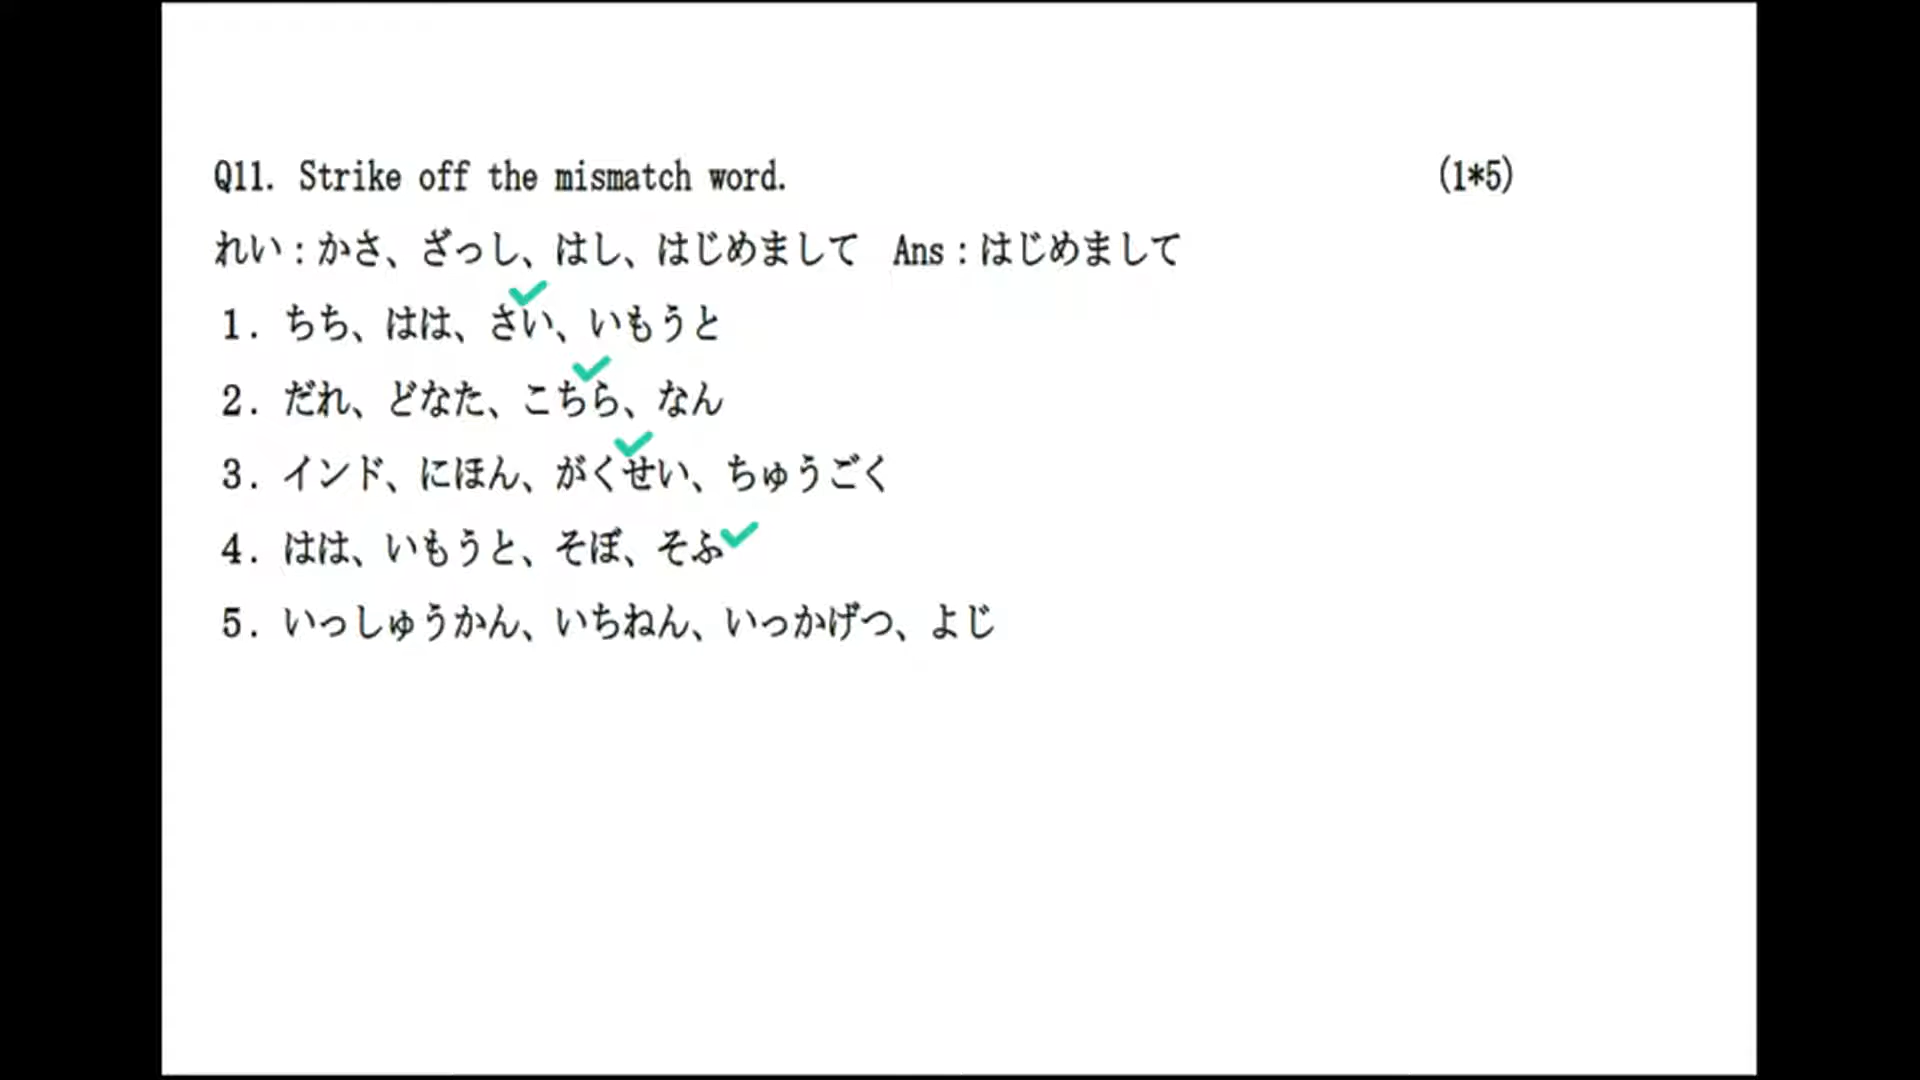 Q11. Strike off the mismatch word. (1*5)
れい：かさ、ざっし、はし、はじめまして Ans：はじめまして
1. ちち、はは、さい、いもうと
2. だれ、どなた、こちら、なん
3. インド、にほん、がくせい、ちゅうごく
4. はは、いもうと、そぼ、そふ
5. いっしゅうかん、いちねん、いっかげつ、よじ